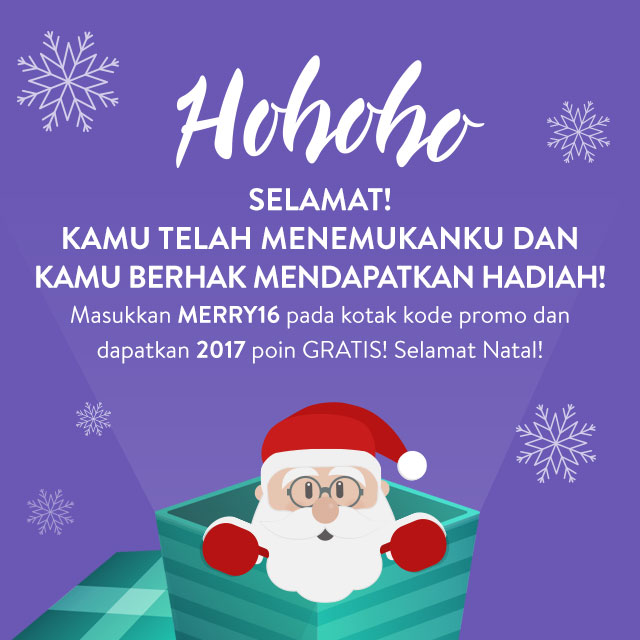 Hohoho
SELAMAT!
KAMU TELAH MENEMUKANKU DAN
KAMU BERHAK MENDAPATKAN HADIAH!
Masukkan MERRY16 pada kotak kode promo dan
dapatkan 2017 poin GRATIS! Selamat Natal!